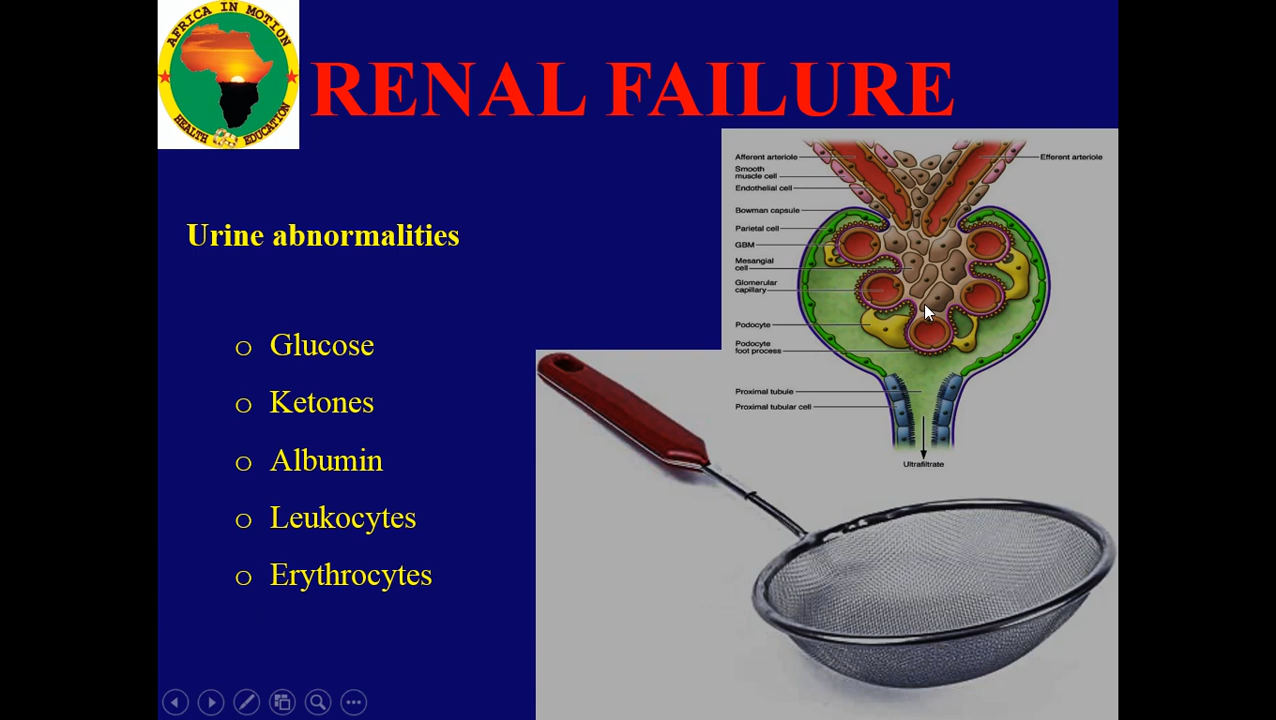 AFRICA IN MOTION
HEALTH EDUCATION
RENAL FAILURE
Urine abnormalities
o Glucose
o Ketones
o Albumin
o Leukocytes
o Erythrocytes
Afferent arteriole
Efferent arteriole
Smooth
muscle cell
Endothelial cell
Bowman capsule
Parietal cell
GBM
Mesangial
cell
Glomerular
capillary
Podocyte
Podocyte
foot process
Proximal tubule
Proximal tubular cell
Ultrafiltrate